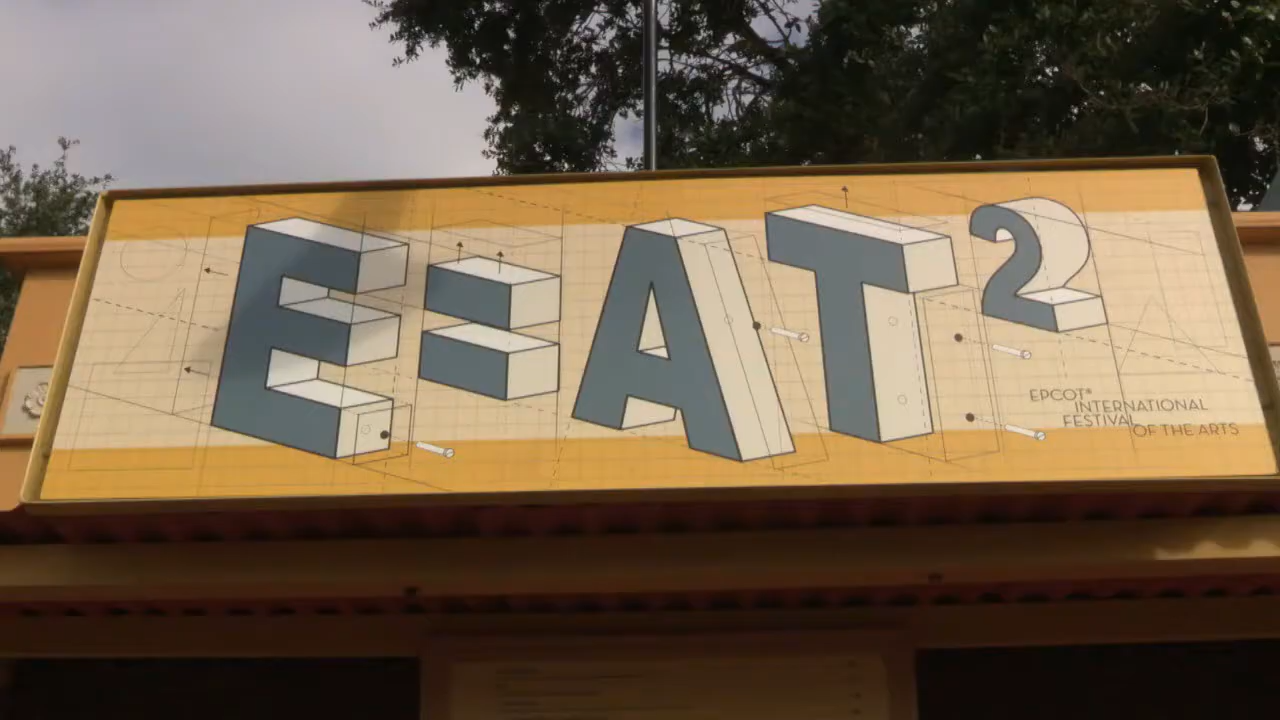 E=AT²
EPCOT®
INTERNATIONAL
FESTIVAL
OF THE ARTS